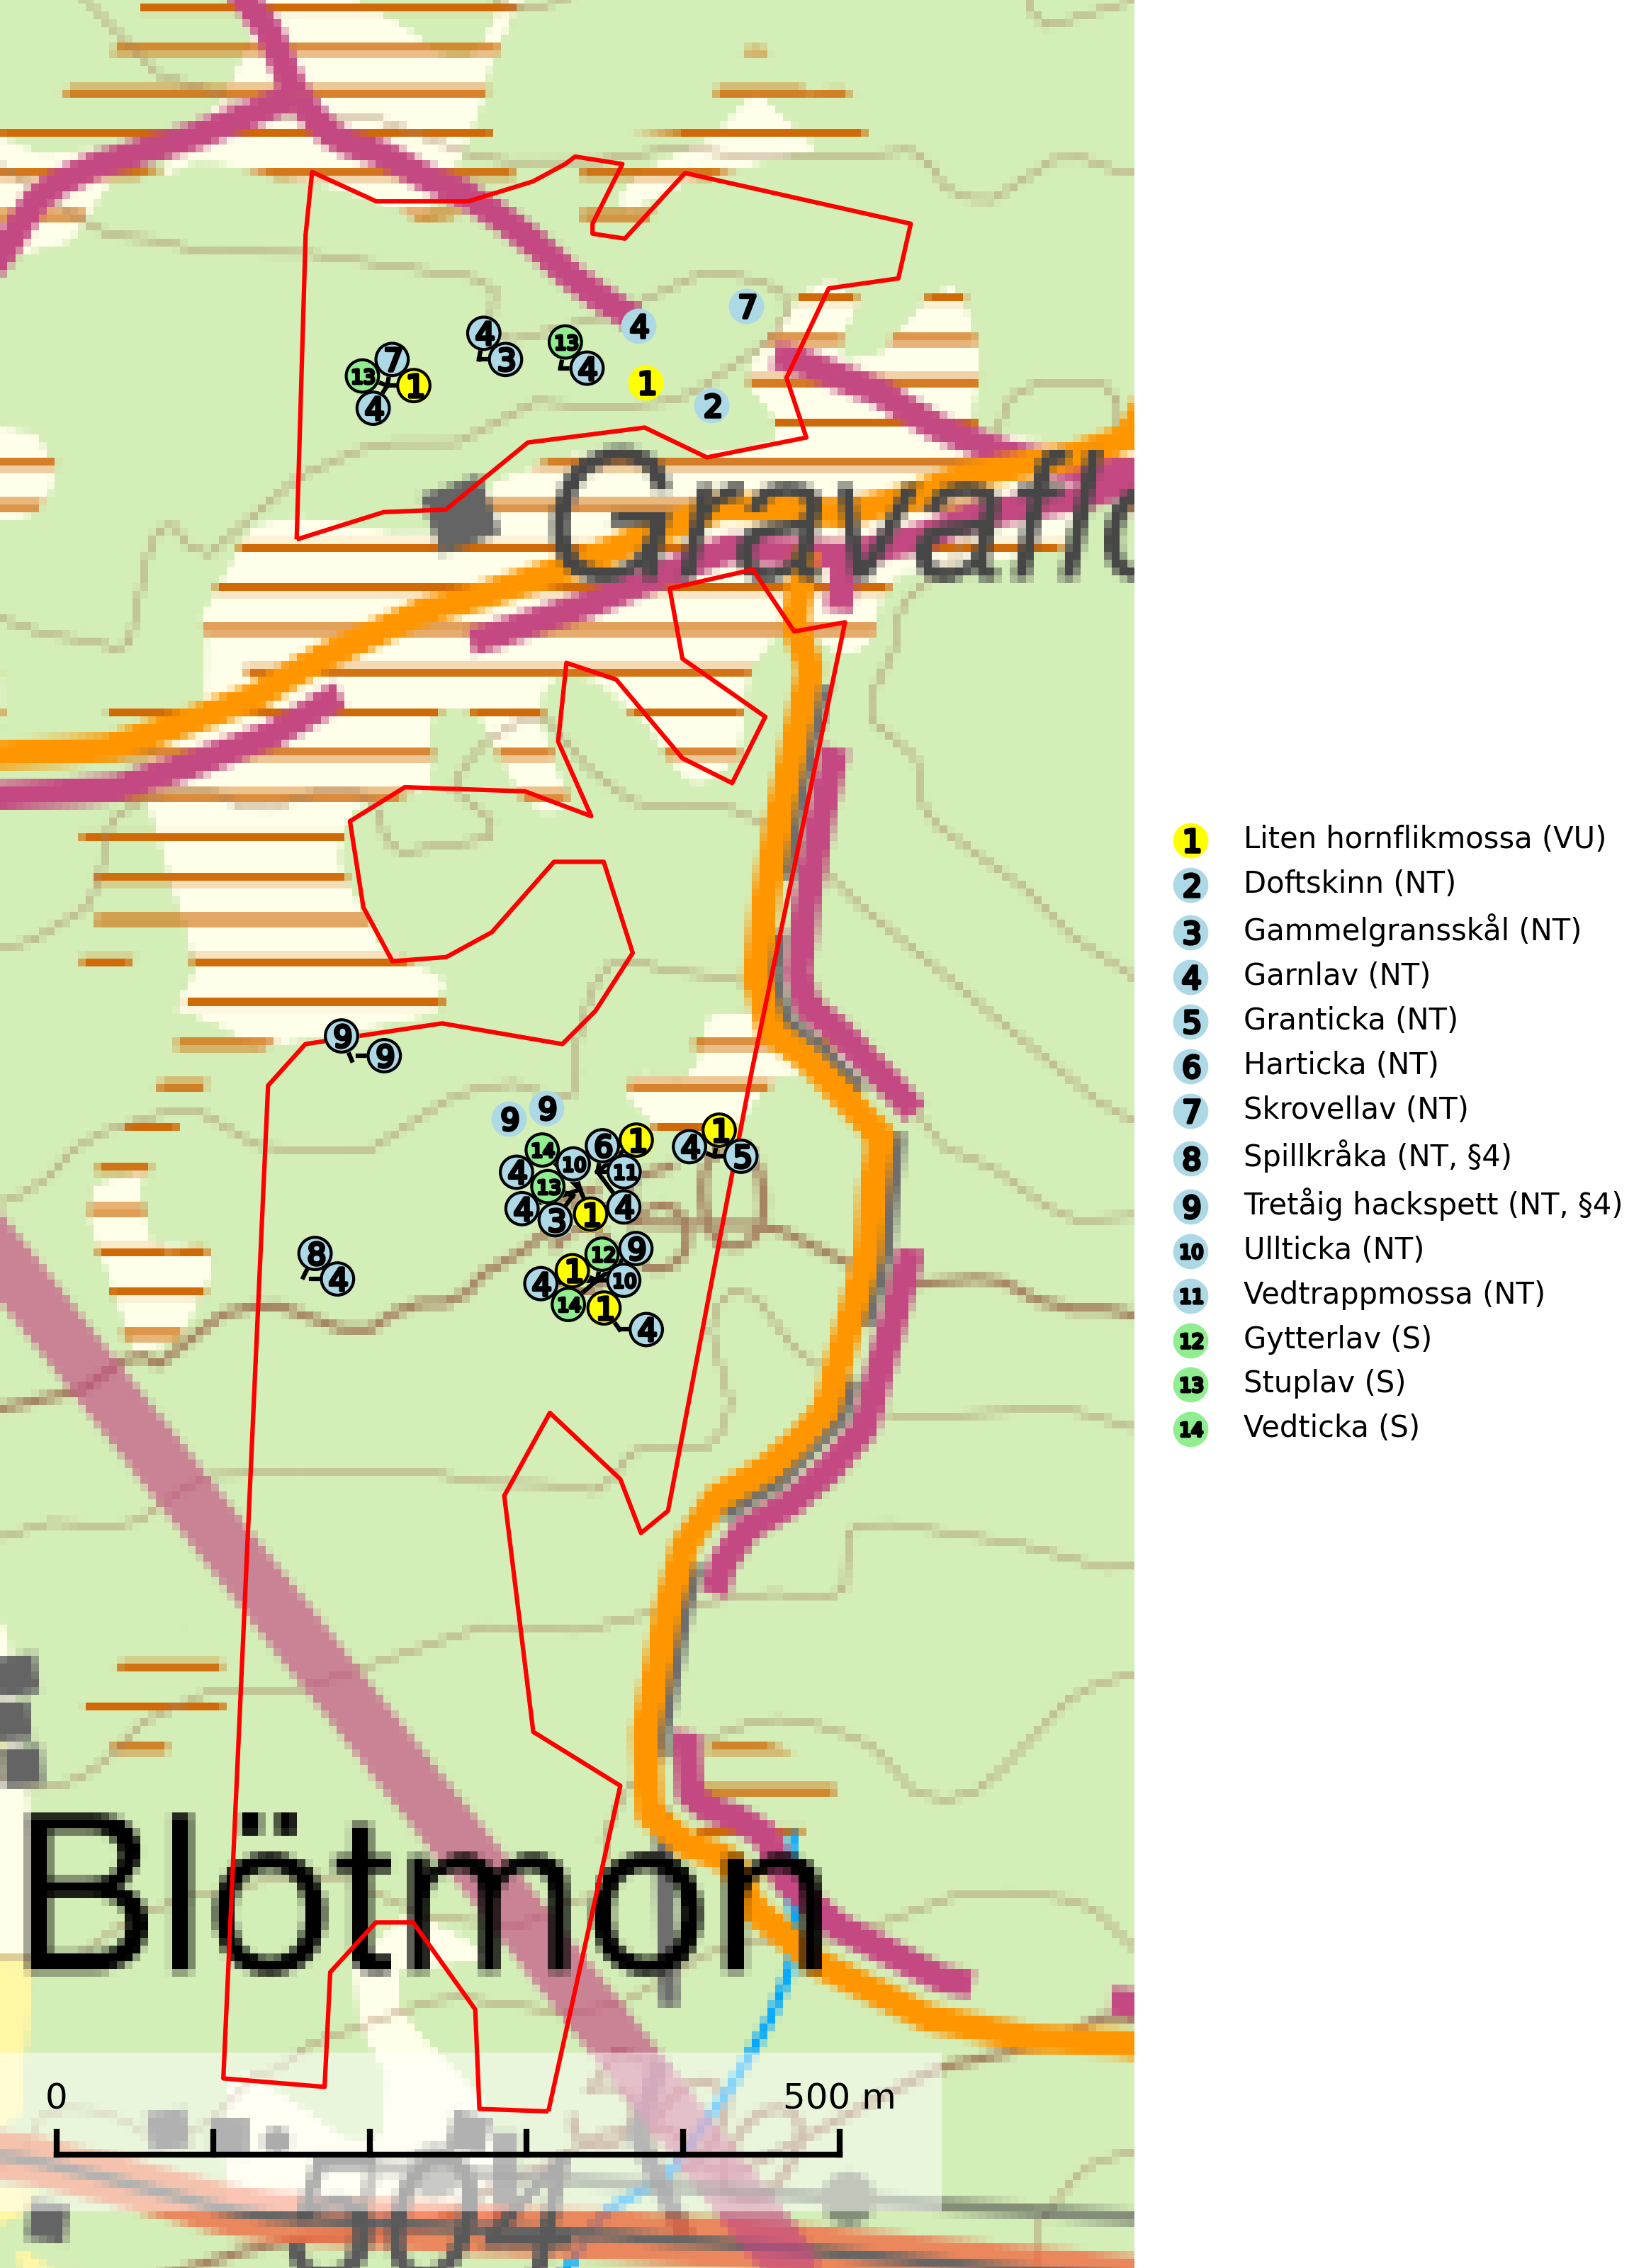 7
4
4
13
3
4
7
13
1
1
4
2
Gravaflo
9
9
9
9
1
6
1
14
4
5
10
4
11
13
4
4
3
1
9
8
12
1
4
4
10
14
1
4
Blötmon
0
500 m
504
1 Liten hornflikmossa (VU)
2 Doftskinn (NT)
3 Gammelgransskål (NT)
4 Garnlav (NT)
5 Granticka (NT)
6 Harticka (NT)
7 Skrovellav (NT)
8 Spillkråka (NT, §4)
9 Tretåig hackspett (NT, §4)
10 Ullticka (NT)
11 Vedtrappmossa (NT)
12 Gytterlav (S)
13 Stuplav (S)
14 Vedticka (S)